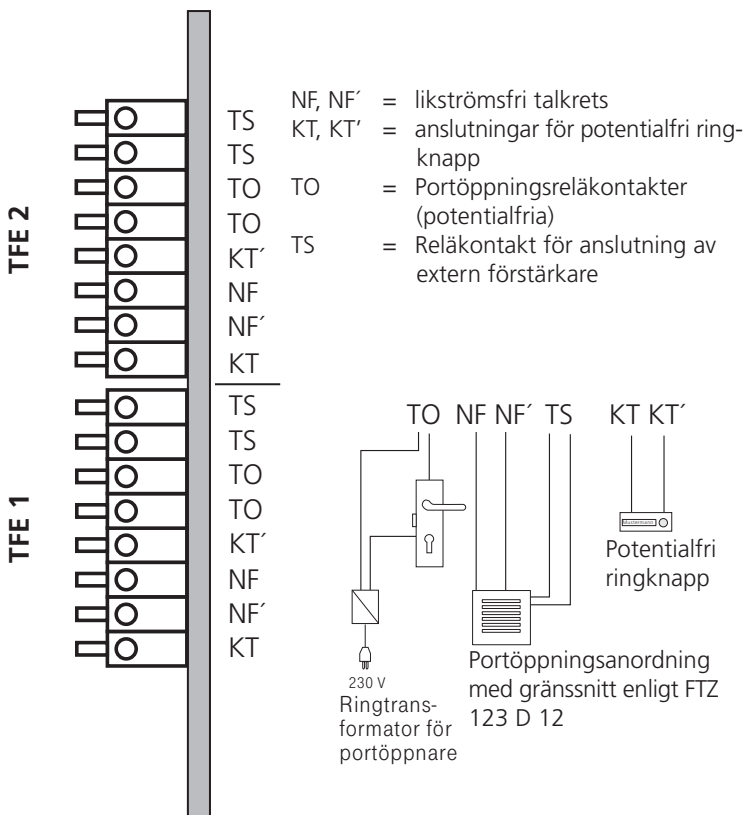 TFE 2
TS
TS
TO
TO
KT´
NF
NF´
KT
TFE 1
TS
TS
TO
TO
KT´
NF
NF´
KT
NF, NF´ = likströmsfri talkrets
KT, KT’ = anslutningar för potentialfri ring-
knapp
TO = Portöppningsreläkontakter
(potentialfria)
TS = Reläkontakt för anslutning av
extern förstärkare
TO NF NF´ TS KT KT´
Mustermann
Potentialfri
ringknapp
Portöppningsanordning
med gränssnitt enligt FTZ
123 D 12
230 V
Ringtrans-
formator för
portöppnare